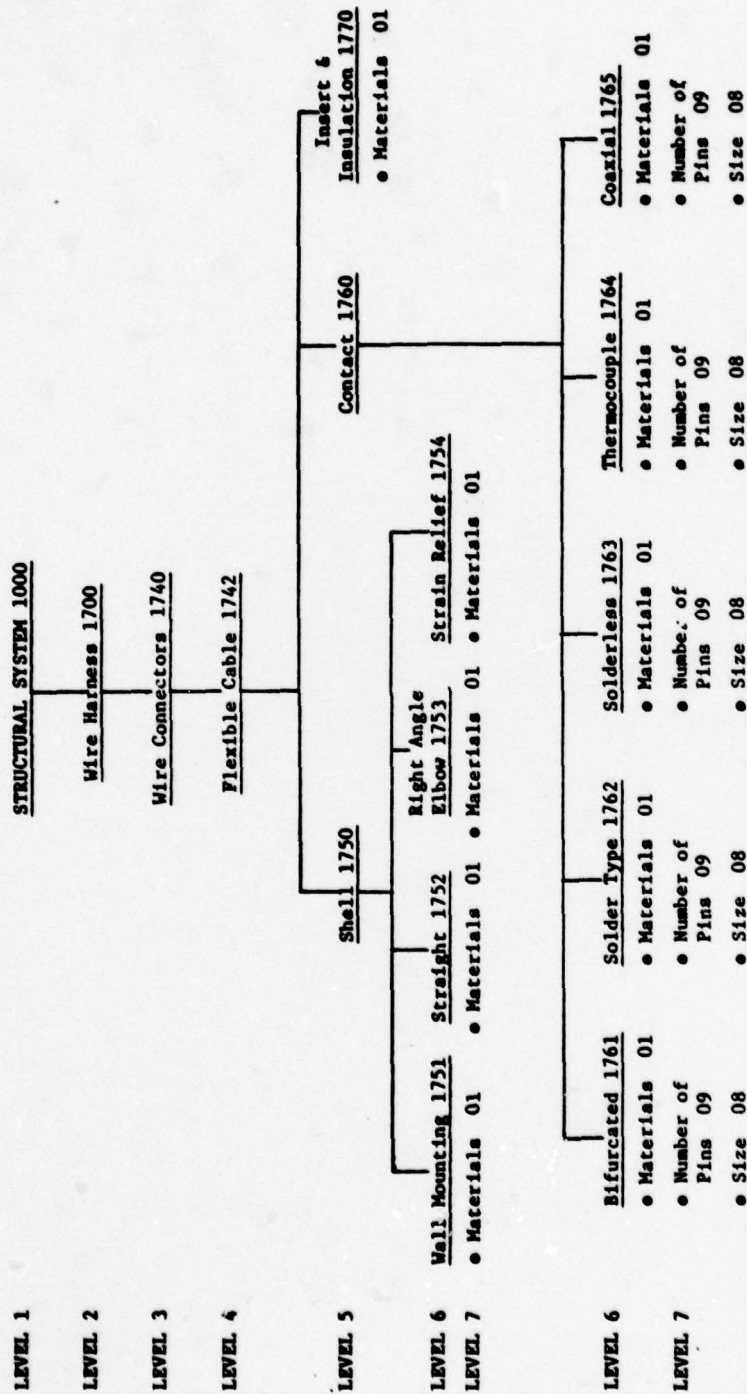 LEVEL 1
STRUCTURAL SYSTEM 1000
LEVEL 2
Wire Harness 1700
LEVEL 3
Wire Connectors 1740
LEVEL 4
Flexible Cable 1742
LEVEL 5
Shell 1750
Contact 1760
Insert &
Insulation 1770
• Materials 01
LEVEL 6
Wall Mounting 1751
Straight 1752
Right Angle
Elbow 1753
Strain Relief 1754
LEVEL 7
• Materials 01
• Materials 01
• Materials 01
• Materials 01
LEVEL 6
Bifurcated 1761
Solder Type 1762
Solderless 1763
Thermocouple 1764
Coaxial 1765
• Materials 01
• Materials 01
• Materials 01
• Materials 01
• Materials 01
LEVEL 7
• Number of
Pins 09
• Number of
Pins 09
• Number of
Pins 09
• Number of
Pins 09
• Number of
Pins 09
• Size 08
• Size 08
• Size 08
• Size 08
• Size 08